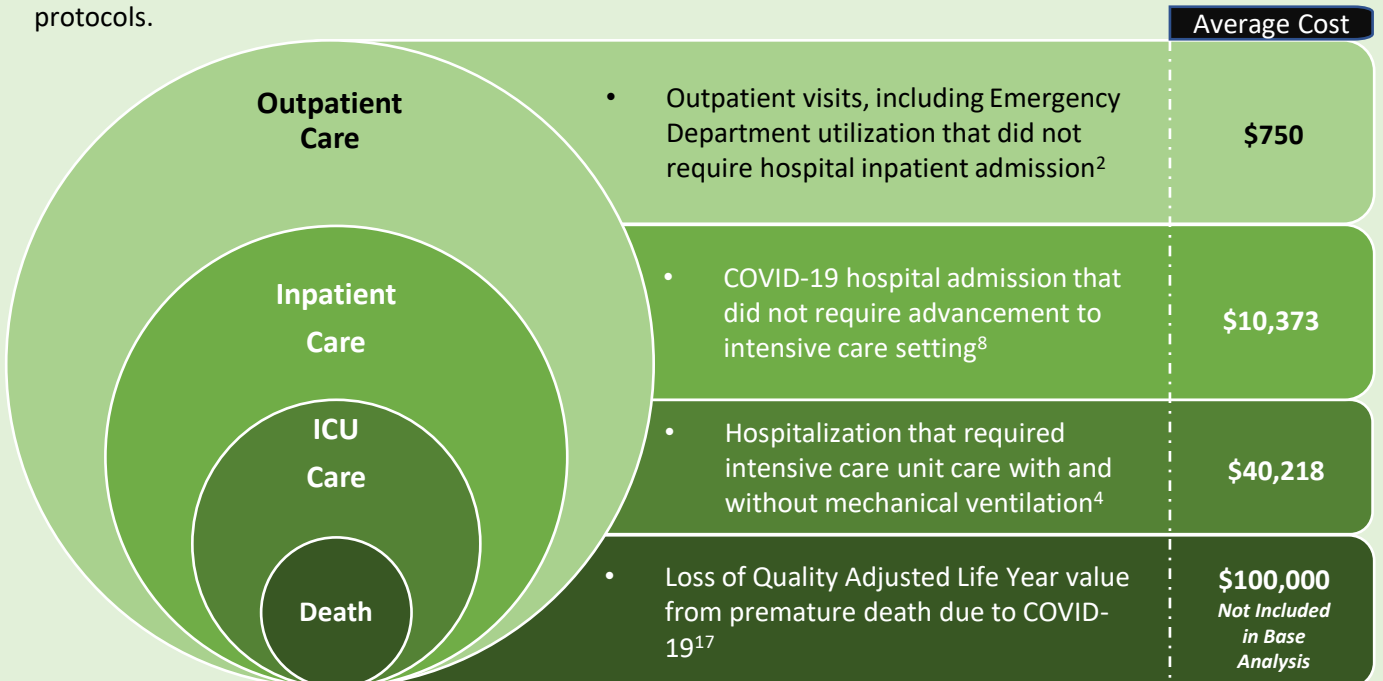 protocols.
Average Cost
Outpatient
Care
• Outpatient visits, including Emergency
Department utilization that did not
require hospital inpatient admission2
$750
Inpatient
Care
• COVID-19 hospital admission that
did not require advancement to
intensive care setting8
$10,373
ICU
Care
• Hospitalization that required
intensive care unit care with and
without mechanical ventilation4
$40,218
Death
• Loss of Quality Adjusted Life Year value
from premature death due to COVID-
1917
$100,000
Not Included
in Base
Analysis